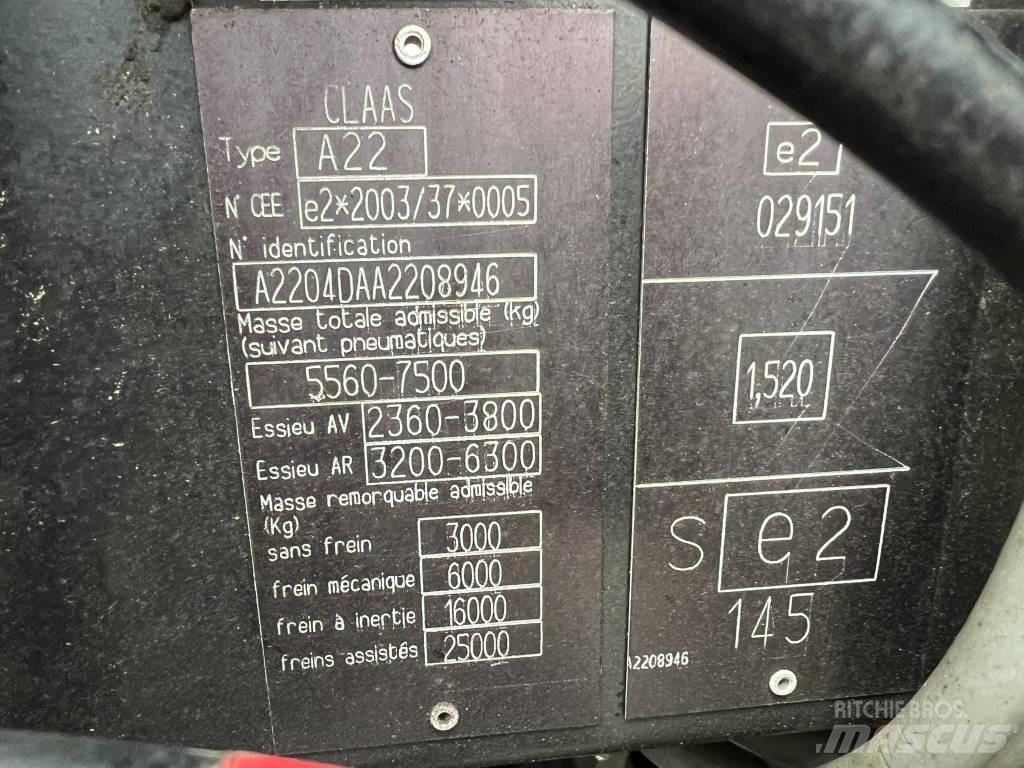 CLAAS
Type A22
N° CEE e2*2003/37*0005
N° identification
A2204DAA2208946
Masse totale admissible (kg)
(suivant pneumatiques)
5560-7500
Essieu AV 2360-3800
Essieu AR 3200-6300
Masse remorquable admissible
(Kg)
sans frein 3000
frein mécanique 6000
frein à inertie 16000
freins assistés 25000
e2
029151
1,520
S e2
145
A2208946
RITCHIE BROS.
MASCUS